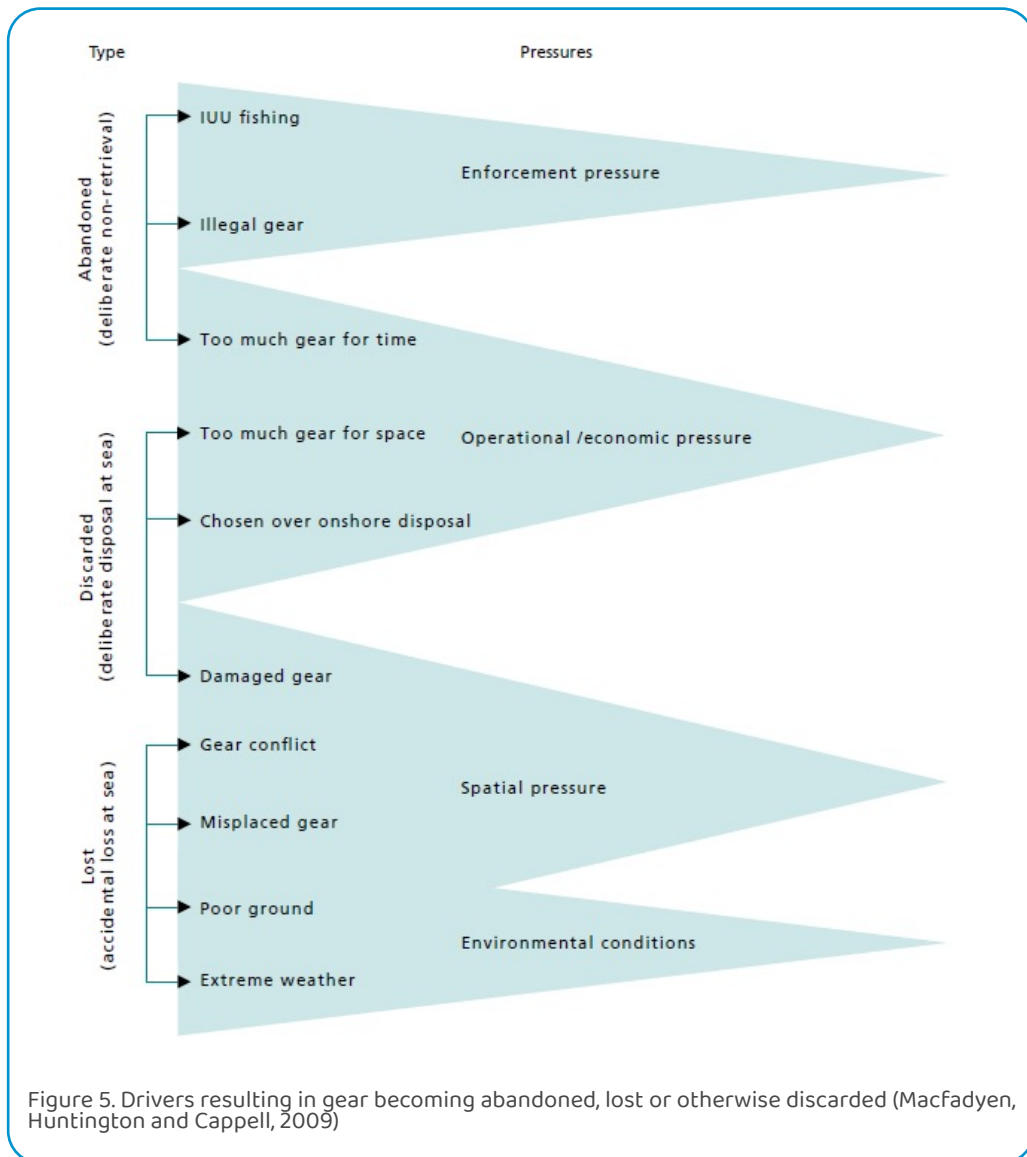 Type
Pressures
Abandoned
(deliberate non-retrieval)
IUU fishing
Enforcement pressure
Illegal gear
Too much gear for time
Discarded
(deliberate disposal at sea)
Too much gear for space
Operational /economic pressure
Chosen over onshore disposal
Damaged gear
Lost
(accidental loss at sea)
Gear conflict
Spatial pressure
Misplaced gear
Poor ground
Environmental conditions
Extreme weather
Figure 5. Drivers resulting in gear becoming abandoned, lost or otherwise discarded (Macfadyen,
Huntington and Cappell, 2009)